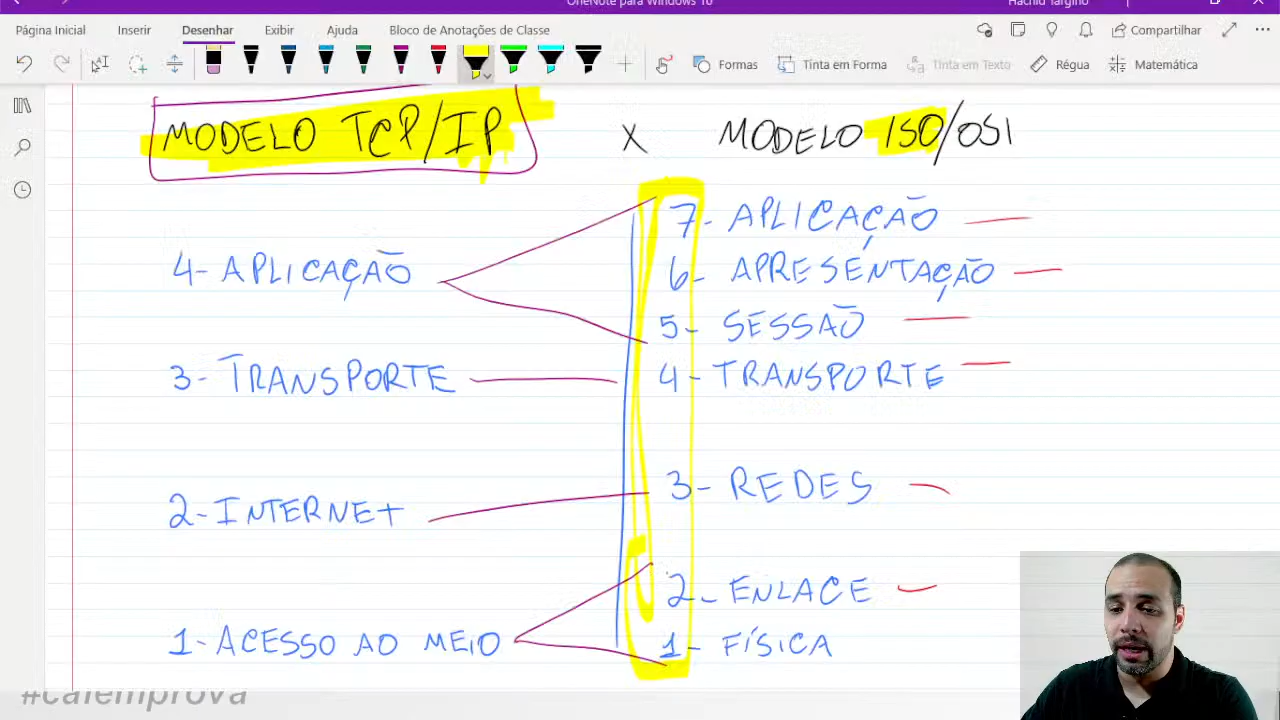 OneNote para Windows 10
Hachid Targino
Página Inicial Inserir Desenhar Exibir Ajuda Bloco de Anotações de Classe Compartilhar
Formas Tinta em Forma Tinta em Texto Régua Matemática
MODELO TCP/IP X MODELO ISO/OSI
7- APLICAÇÃO
4- APLICAÇÃO
6- APRESENTAÇÃO
5- SESSÃO
3- TRANSPORTE
4- TRANSPORTE
3- REDES
2- INTERNET
2- ENLACE
1- ACESSO AO MEIO
1- FÍSICA
#caiemprova